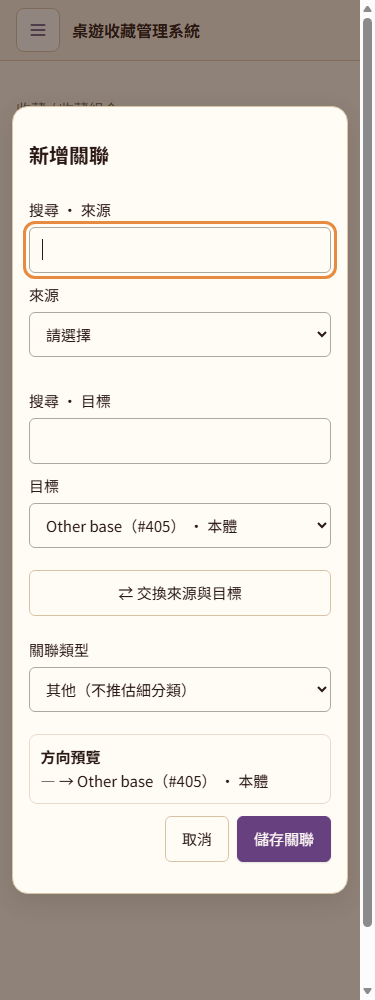 桌遊收藏管理系統
新增關聯
搜尋 · 來源
來源
請選擇
搜尋 · 目標
目標
Other base（#405） · 本體
⇄ 交換來源與目標
關聯類型
其他（不推估細分類）
方向預覽
— → Other base（#405） · 本體
取消
儲存關聯